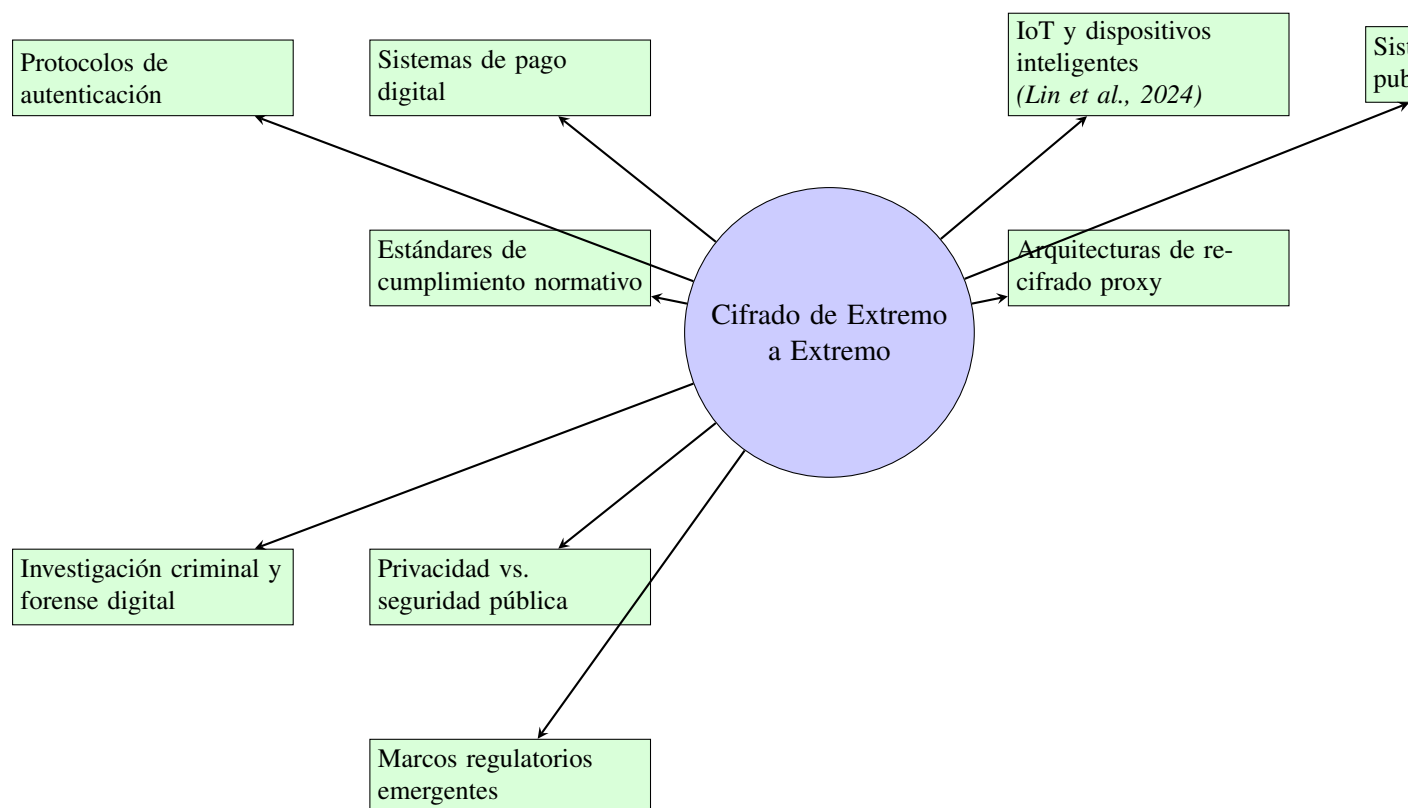 Protocolos de
autenticación
Sistemas de pago
digital
IoT y dispositivos
inteligentes
(Lin et al., 2024)
Estándares de
cumplimiento normativo
Cifrado de Extremo
a Extremo
Arquitecturas de re-
cifrado proxy
Investigación criminal y
forense digital
Privacidad vs.
seguridad pública
Marcos regulatorios
emergentes